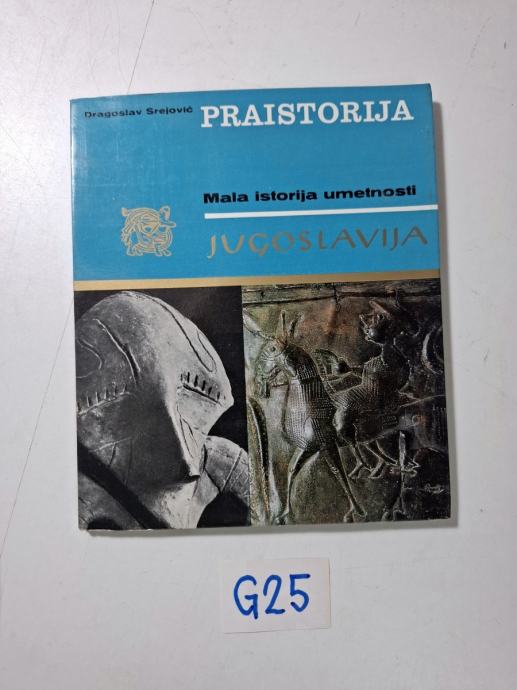 Dragoslav Srejović PRAISTORIJA
Mala istorija umetnosti
JUGOSLAVIJA
G25